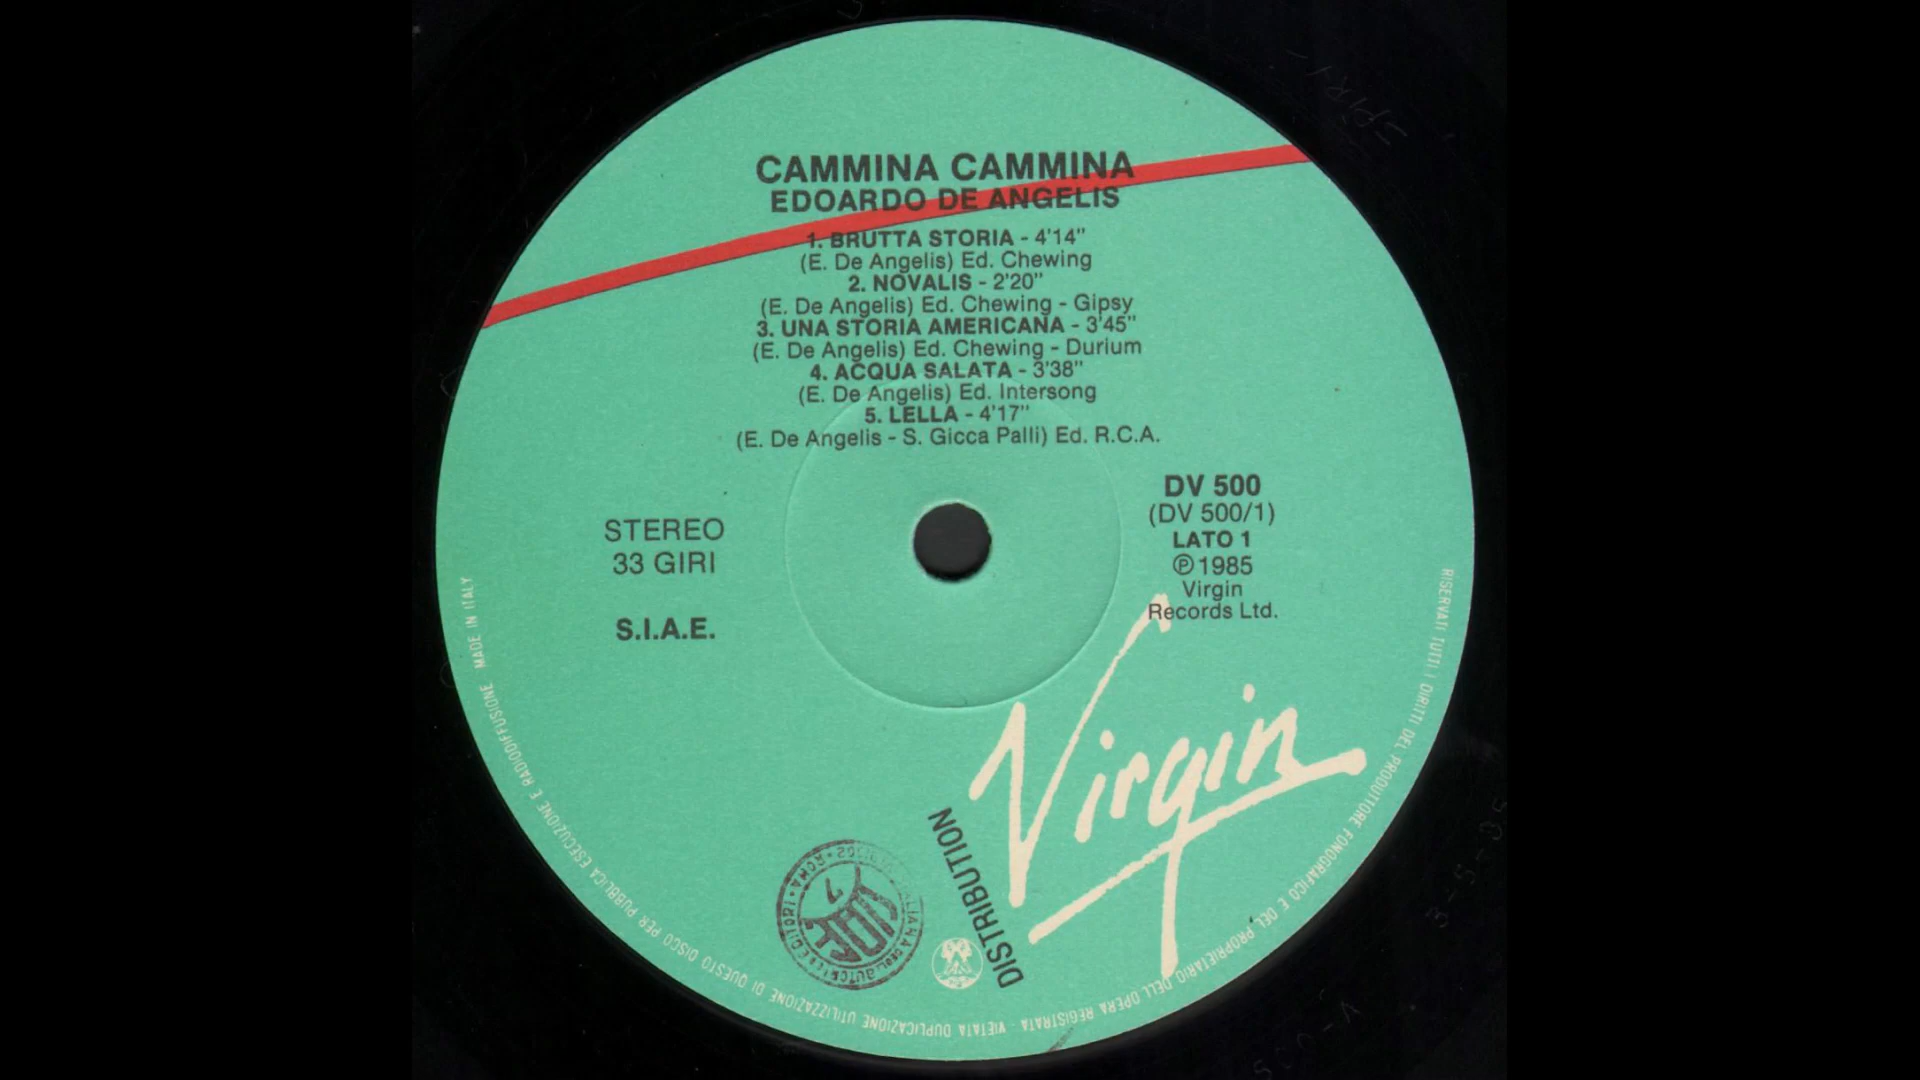 CAMMINA CAMMINA
EDOARDO DE ANGELIS
1. BRUTTA STORIA - 4'14"
(E. De Angelis) Ed. Chewing
2. NOVALIS - 2'20"
(E. De Angelis) Ed. Chewing - Gipsy
3. UNA STORIA AMERICANA - 3'45"
(E. De Angelis) Ed. Chewing - Durium
4. ACQUA SALATA - 3'38"
(E. De Angelis) Ed. Intersong
5. LELLA - 4'17"
(E. De Angelis - S. Gicca Palli) Ed. R.C.A.
STEREO
33 GIRI
S.I.A.E.
DV 500
(DV 500/1)
LATO 1
℗ 1985
Virgin
Records Ltd.
Virgin
DISTRIBUTION
SIAE
7
ROMA
RISERVATI TUTTI I DIRITTI DEL PRODUTTORE FONOGRAFICO E DEL PROPRIETARIO DELL OPERA REGISTRATA - VIETATA DUPLICAZIONE UTILIZZAZIONE DI QUESTO DISCO PER PUBBLICA ESECUZIONE E RADIODIFFUSIONE MADE IN ITALY